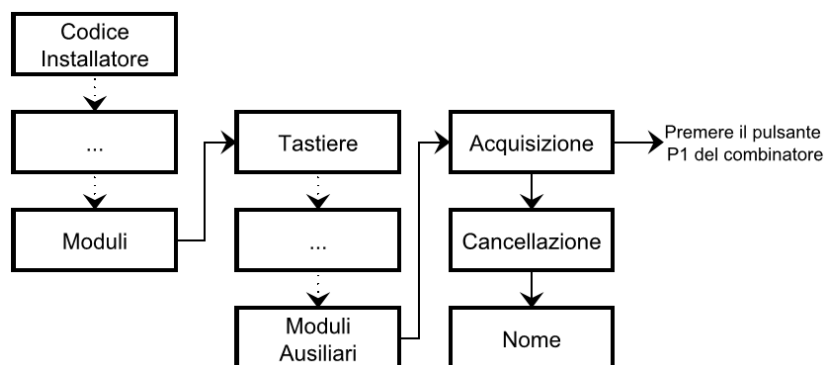 Codice
Installatore
...
Moduli
Tastiere
...
Moduli
Ausiliari
Acquisizione
Cancellazione
Nome
Premere il pulsante
P1 del combinatore